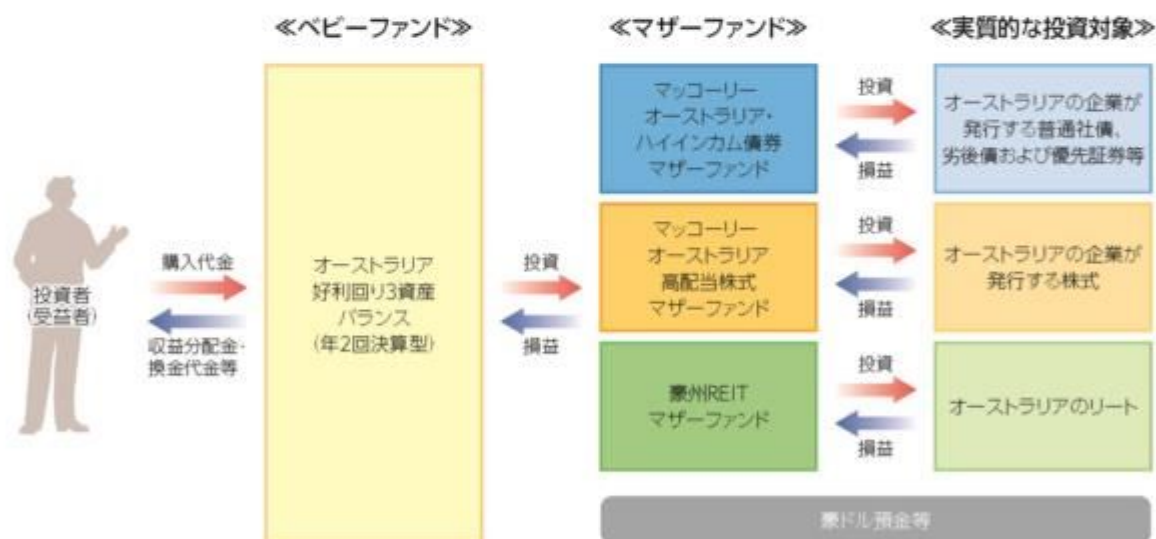 ≪ベビーファンド≫
≪マザーファンド≫
≪実質的な投資対象≫
投資者
(受益者)
購入代金
収益分配金・
換金代金等
オーストラリア
好利回り3資産
バランス
(年2回決算型)
投資
損益
マッコーリー
オーストラリア・
ハイインカム債券
マザーファンド
投資
損益
オーストラリアの企業が
発行する普通社債、
劣後債および優先証券等
マッコーリー
オーストラリア
高配当株式
マザーファンド
投資
損益
オーストラリアの企業が
発行する株式
豪州REIT
マザーファンド
投資
損益
オーストラリアのリート
豪ドル預金等